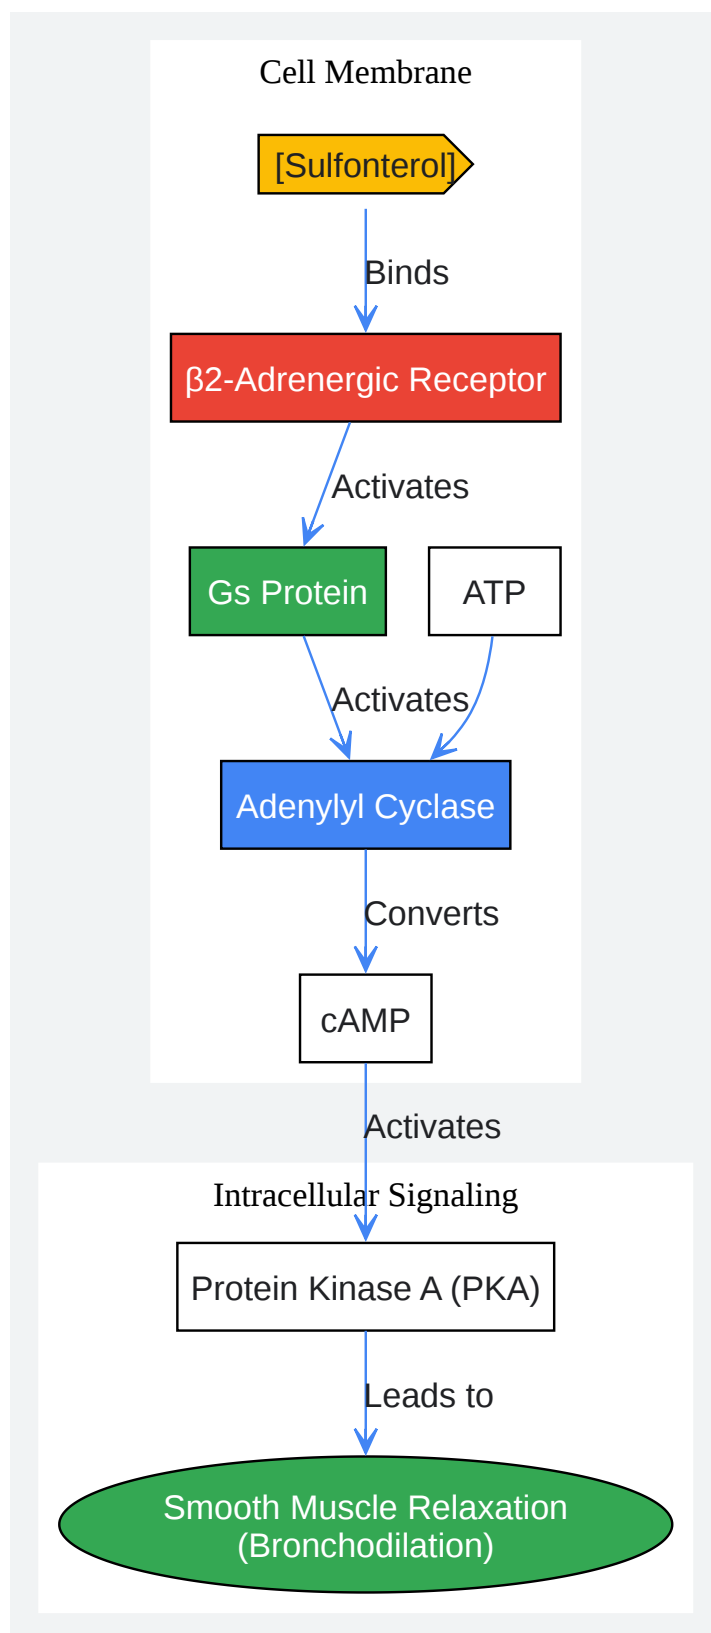 Cell Membrane
[Sulfonterol]
Binds
β2-Adrenergic Receptor
Activates
Gs Protein
ATP
Activates
Adenylyl Cyclase
Converts
cAMP
Activates
Intracellular Signaling
Protein Kinase A (PKA)
Leads to
Smooth Muscle Relaxation
(Bronchodilation)